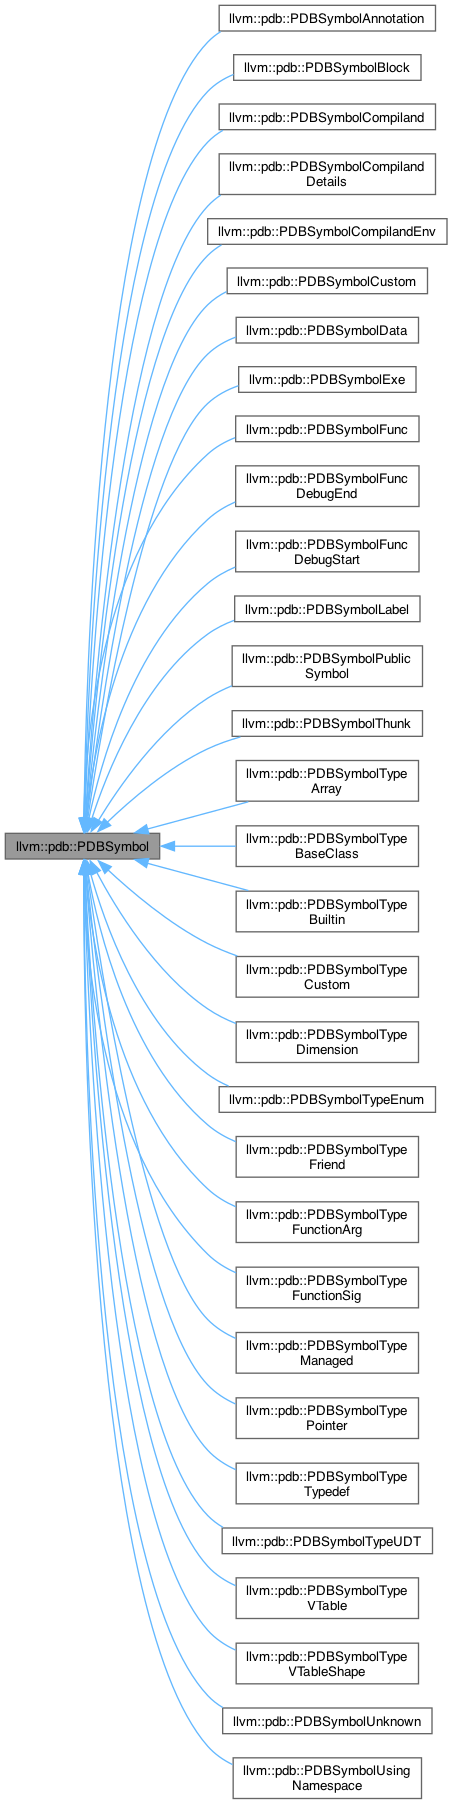 llvm::pdb::PDBSymbolAnnotation
llvm::pdb::PDBSymbolBlock
llvm::pdb::PDBSymbolCompiland
llvm::pdb::PDBSymbolCompiland
Details
llvm::pdb::PDBSymbolCompilandEnv
llvm::pdb::PDBSymbolCustom
llvm::pdb::PDBSymbolData
llvm::pdb::PDBSymbolExe
llvm::pdb::PDBSymbolFunc
llvm::pdb::PDBSymbolFunc
DebugEnd
llvm::pdb::PDBSymbolFunc
DebugStart
llvm::pdb::PDBSymbolLabel
llvm::pdb::PDBSymbolPublic
Symbol
llvm::pdb::PDBSymbolThunk
llvm::pdb::PDBSymbolType
Array
llvm::pdb::PDBSymbol
llvm::pdb::PDBSymbolType
BaseClass
llvm::pdb::PDBSymbolType
Builtin
llvm::pdb::PDBSymbolType
Custom
llvm::pdb::PDBSymbolType
Dimension
llvm::pdb::PDBSymbolTypeEnum
llvm::pdb::PDBSymbolType
Friend
llvm::pdb::PDBSymbolType
FunctionArg
llvm::pdb::PDBSymbolType
FunctionSig
llvm::pdb::PDBSymbolType
Managed
llvm::pdb::PDBSymbolType
Pointer
llvm::pdb::PDBSymbolType
Typedef
llvm::pdb::PDBSymbolTypeUDT
llvm::pdb::PDBSymbolType
VTable
llvm::pdb::PDBSymbolType
VTableShape
llvm::pdb::PDBSymbolUnknown
llvm::pdb::PDBSymbolUsing
Namespace